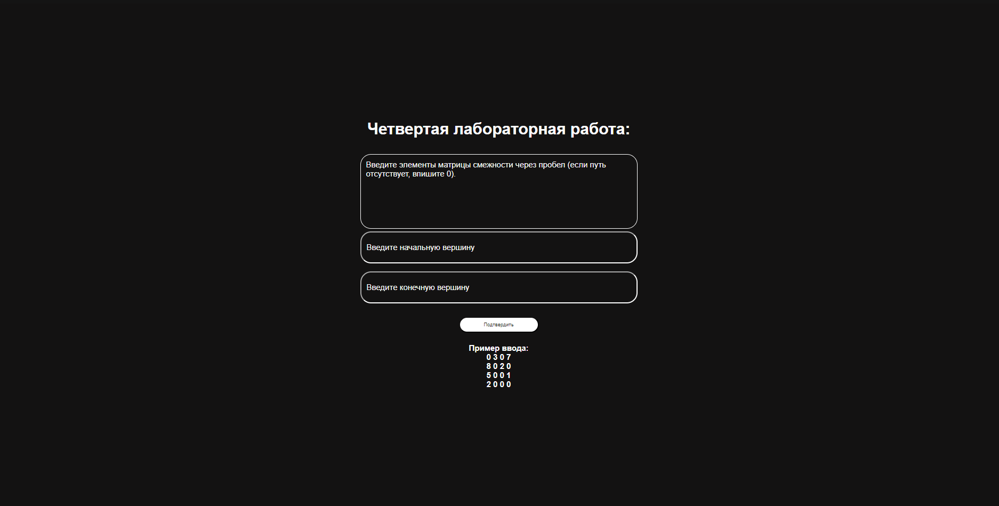 Четвертая лабораторная работа:
Введите элементы матрицы смежности через пробел (если путь
отсутствует, впишите 0).
Введите начальную вершину
Введите конечную вершину
Подтвердить
Пример ввода:
0 3 0 7
8 0 2 0
5 0 0 1
2 0 0 0